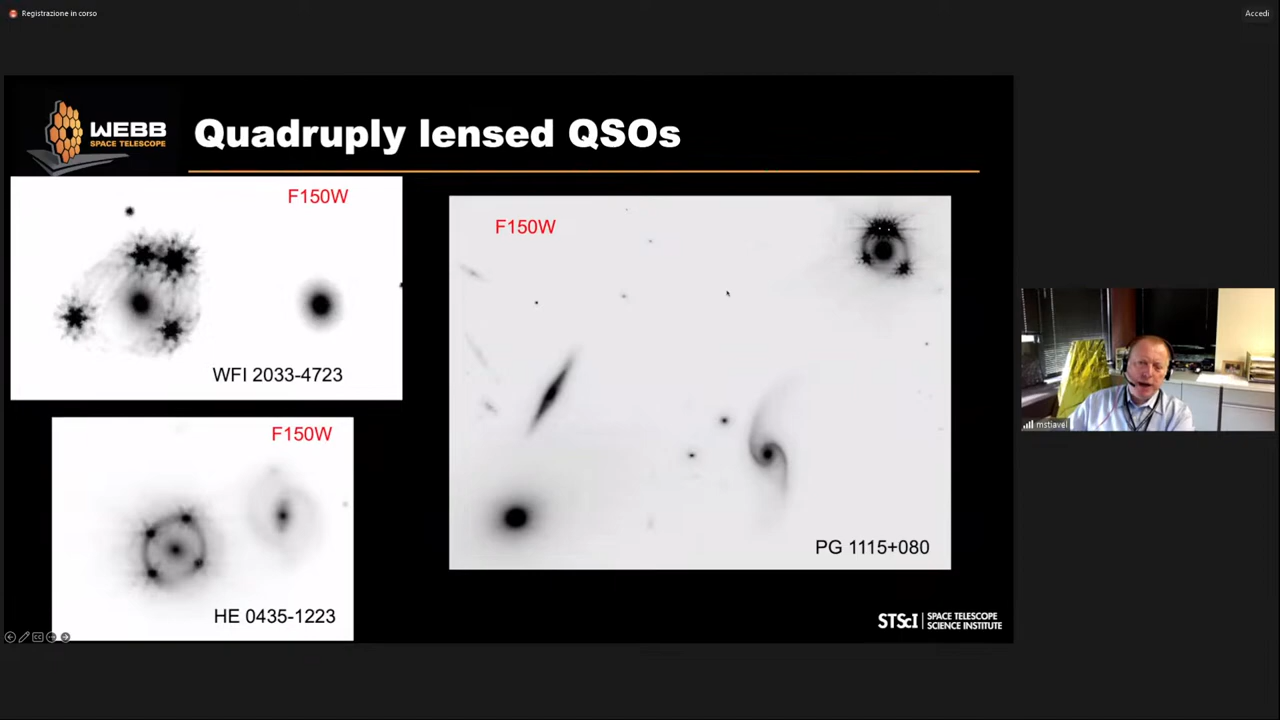 Registrazione in corso
Accedi
WEBB
SPACE TELESCOPE
Quadruply lensed QSOs
F150W
WFI 2033-4723
F150W
HE 0435-1223
F150W
PG 1115+080
STScI | SPACE TELESCOPE
SCIENCE INSTITUTE
mstiavel